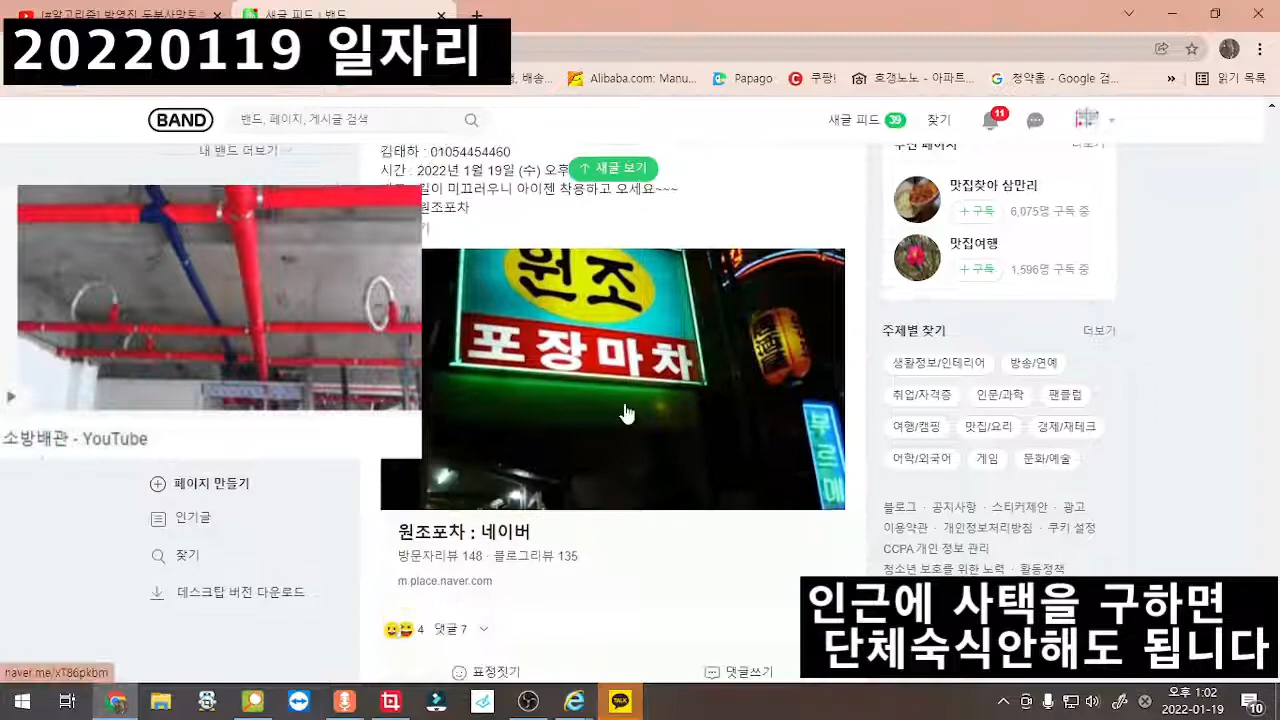 20220119 일자리
새글 피드 | 밴드
배송...
Alibaba.com: Manu...
Papago
쿠팡!
호갱노노 - 아파트...
청약홈 - Google 검...
읽기 목록
BAND
밴드, 페이지, 게시글 검색
새글 피드 39
찾기
11
내 밴드 더보기
김태하 : 01054454460
시간 : 2022년 1월 19일 (수) 오후
↑ 새글 보기
길이 미끄러우니 아이젠 착용하고 오세요~~~
원조포차
맛집찾아 삼만리
+ 구독 6,075명 구독 중
맛집여행
+ 구독 1,596명 구독 중
원조
포장마차
소방배관 - YouTube
주제별 찾기
더보기
생활정보/인테리어 방송/연예
취업/자격증 인문/과학 팬클럽
여행/캠핑 맛집/요리 경제/재테크
어학/외국어 게임 문화/예술
페이지 만들기
인기글
찾기
데스크탑 버전 다운로드
블로그 · 공지사항 · 스티커제안 · 광고
이용약관 · 개인정보처리방침 · 쿠키 설정
CCPA 개인 정보 관리
청소년 보호를 위한 노력 · 활동정책
원조포차 : 네이버
방문자리뷰 148 · 블로그리뷰 135
m.place.naver.com
4 댓글 7
표정짓기
댓글쓰기
인근에 사택을 구하면
단체숙식안해도 됩니다
naver.me/xT86pkbm
TALK
오후 1:02
2022-01-19
10